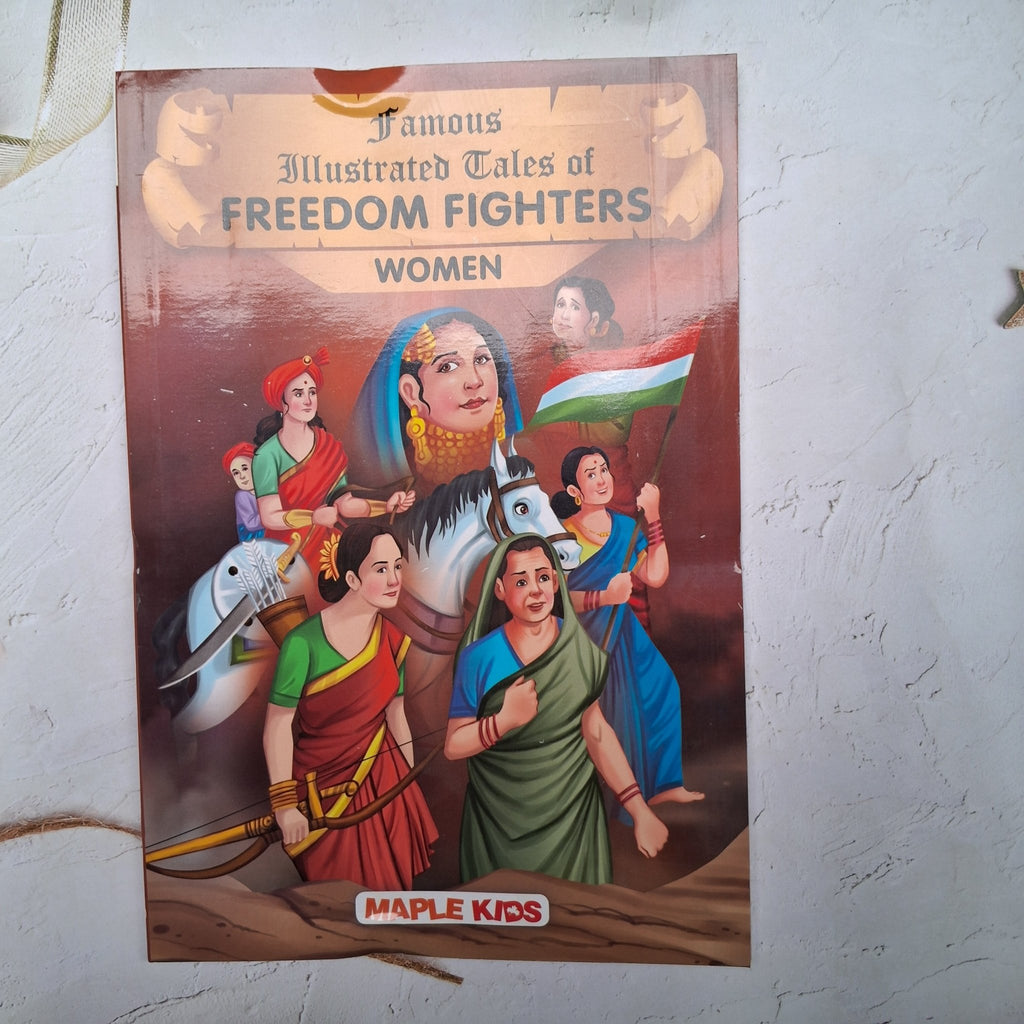 Famous
Illustrated Tales of
FREEDOM FIGHTERS
WOMEN
MAPLE KIDS